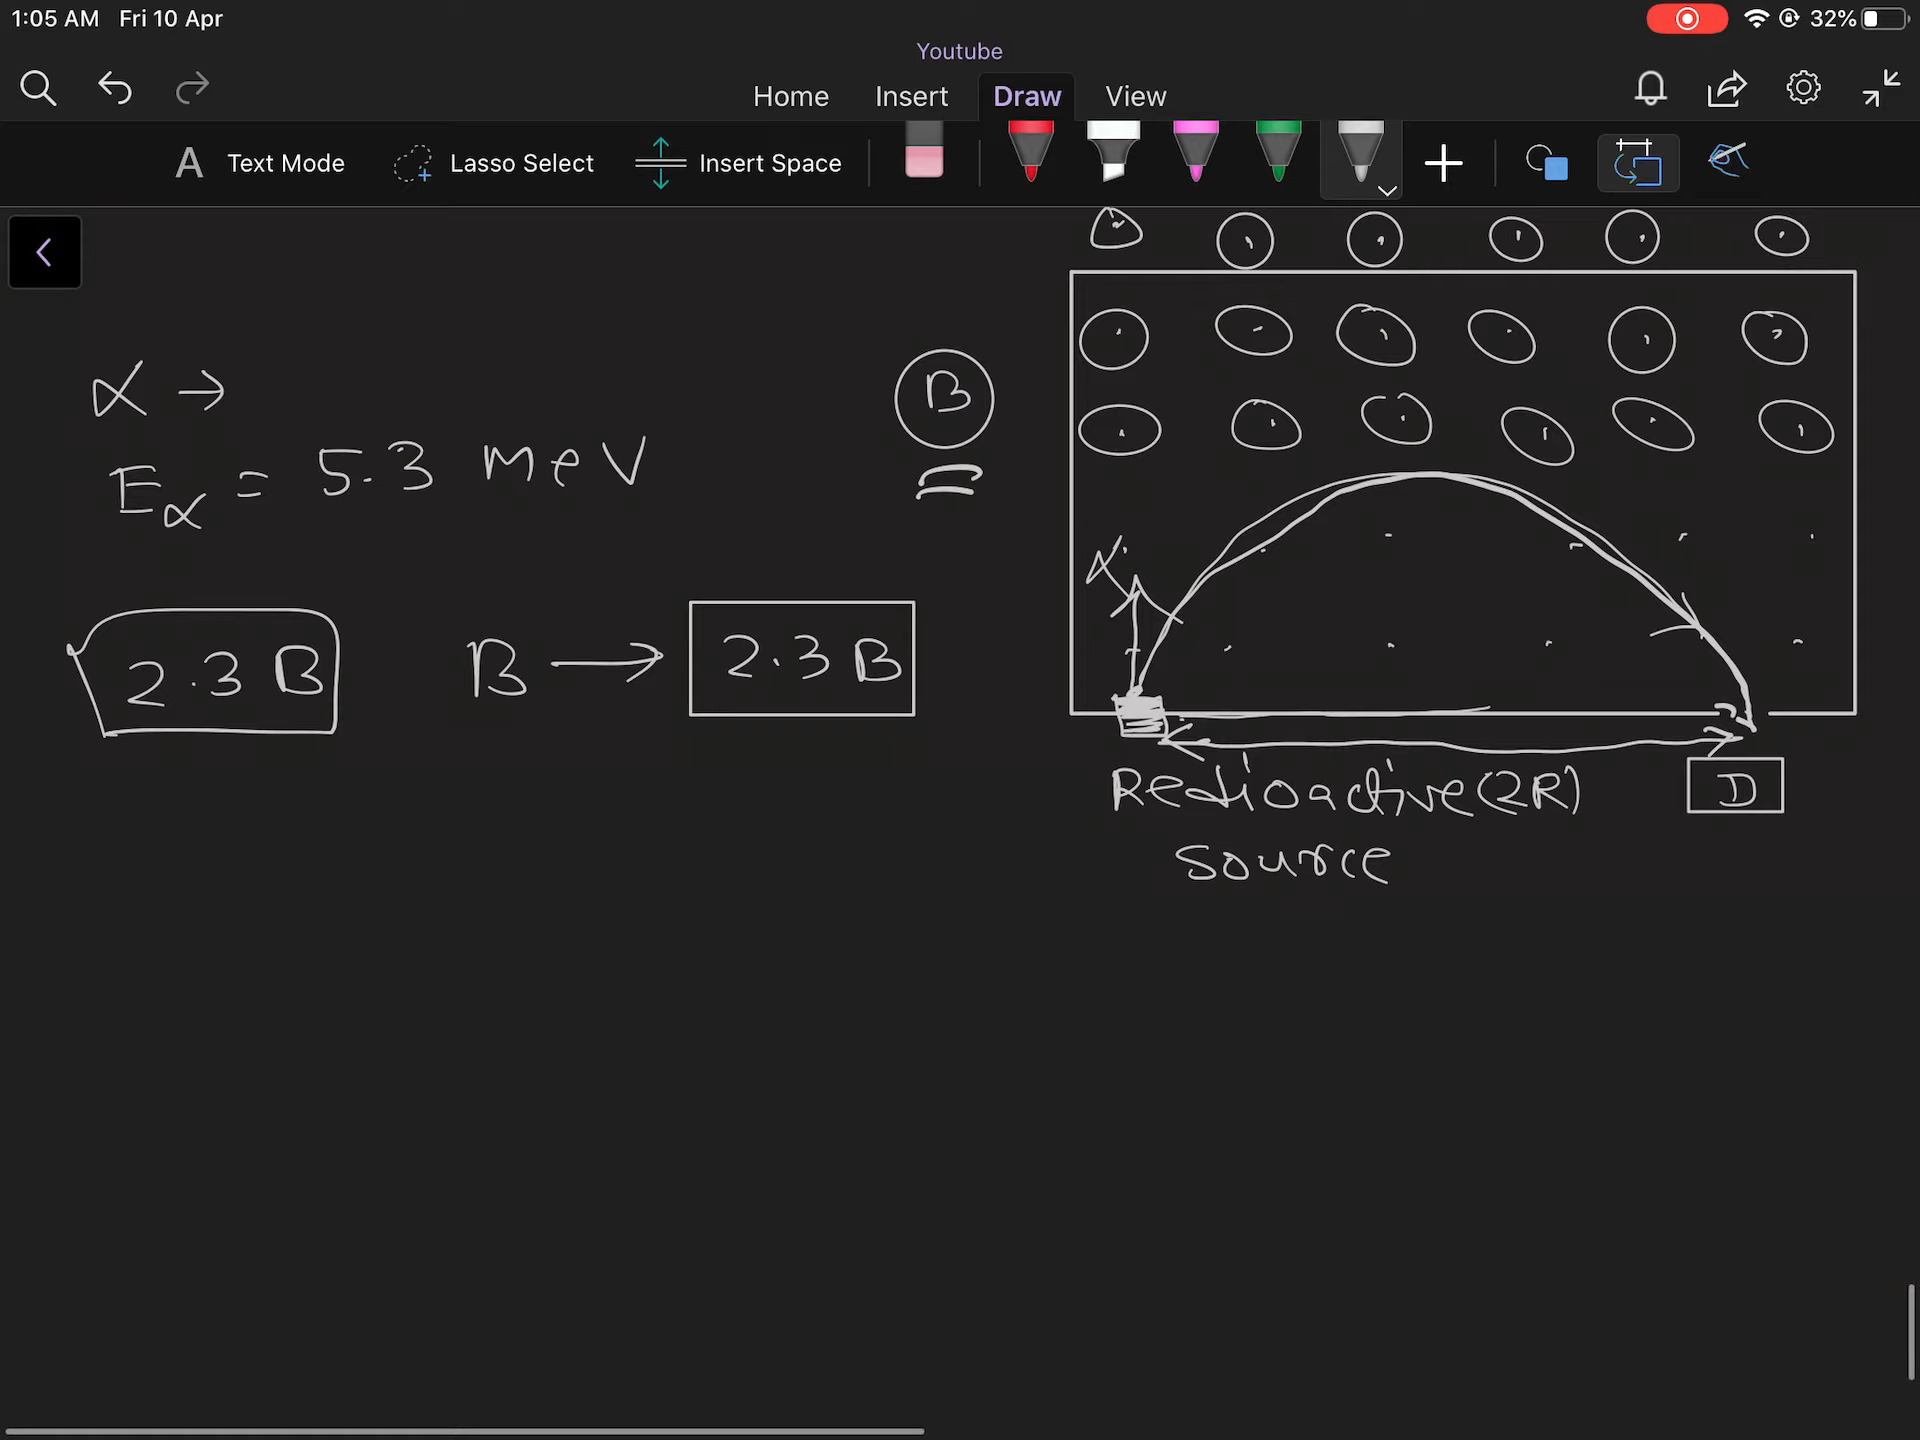 1:05 AM Fri 10 Apr
32%
Youtube
Home Insert Draw View
A Text Mode Lasso Select Insert Space
α →
Eα = 5.3 meV
B
2.3 B
B → 2.3 B
α
Redioactive (2R)
Source
D